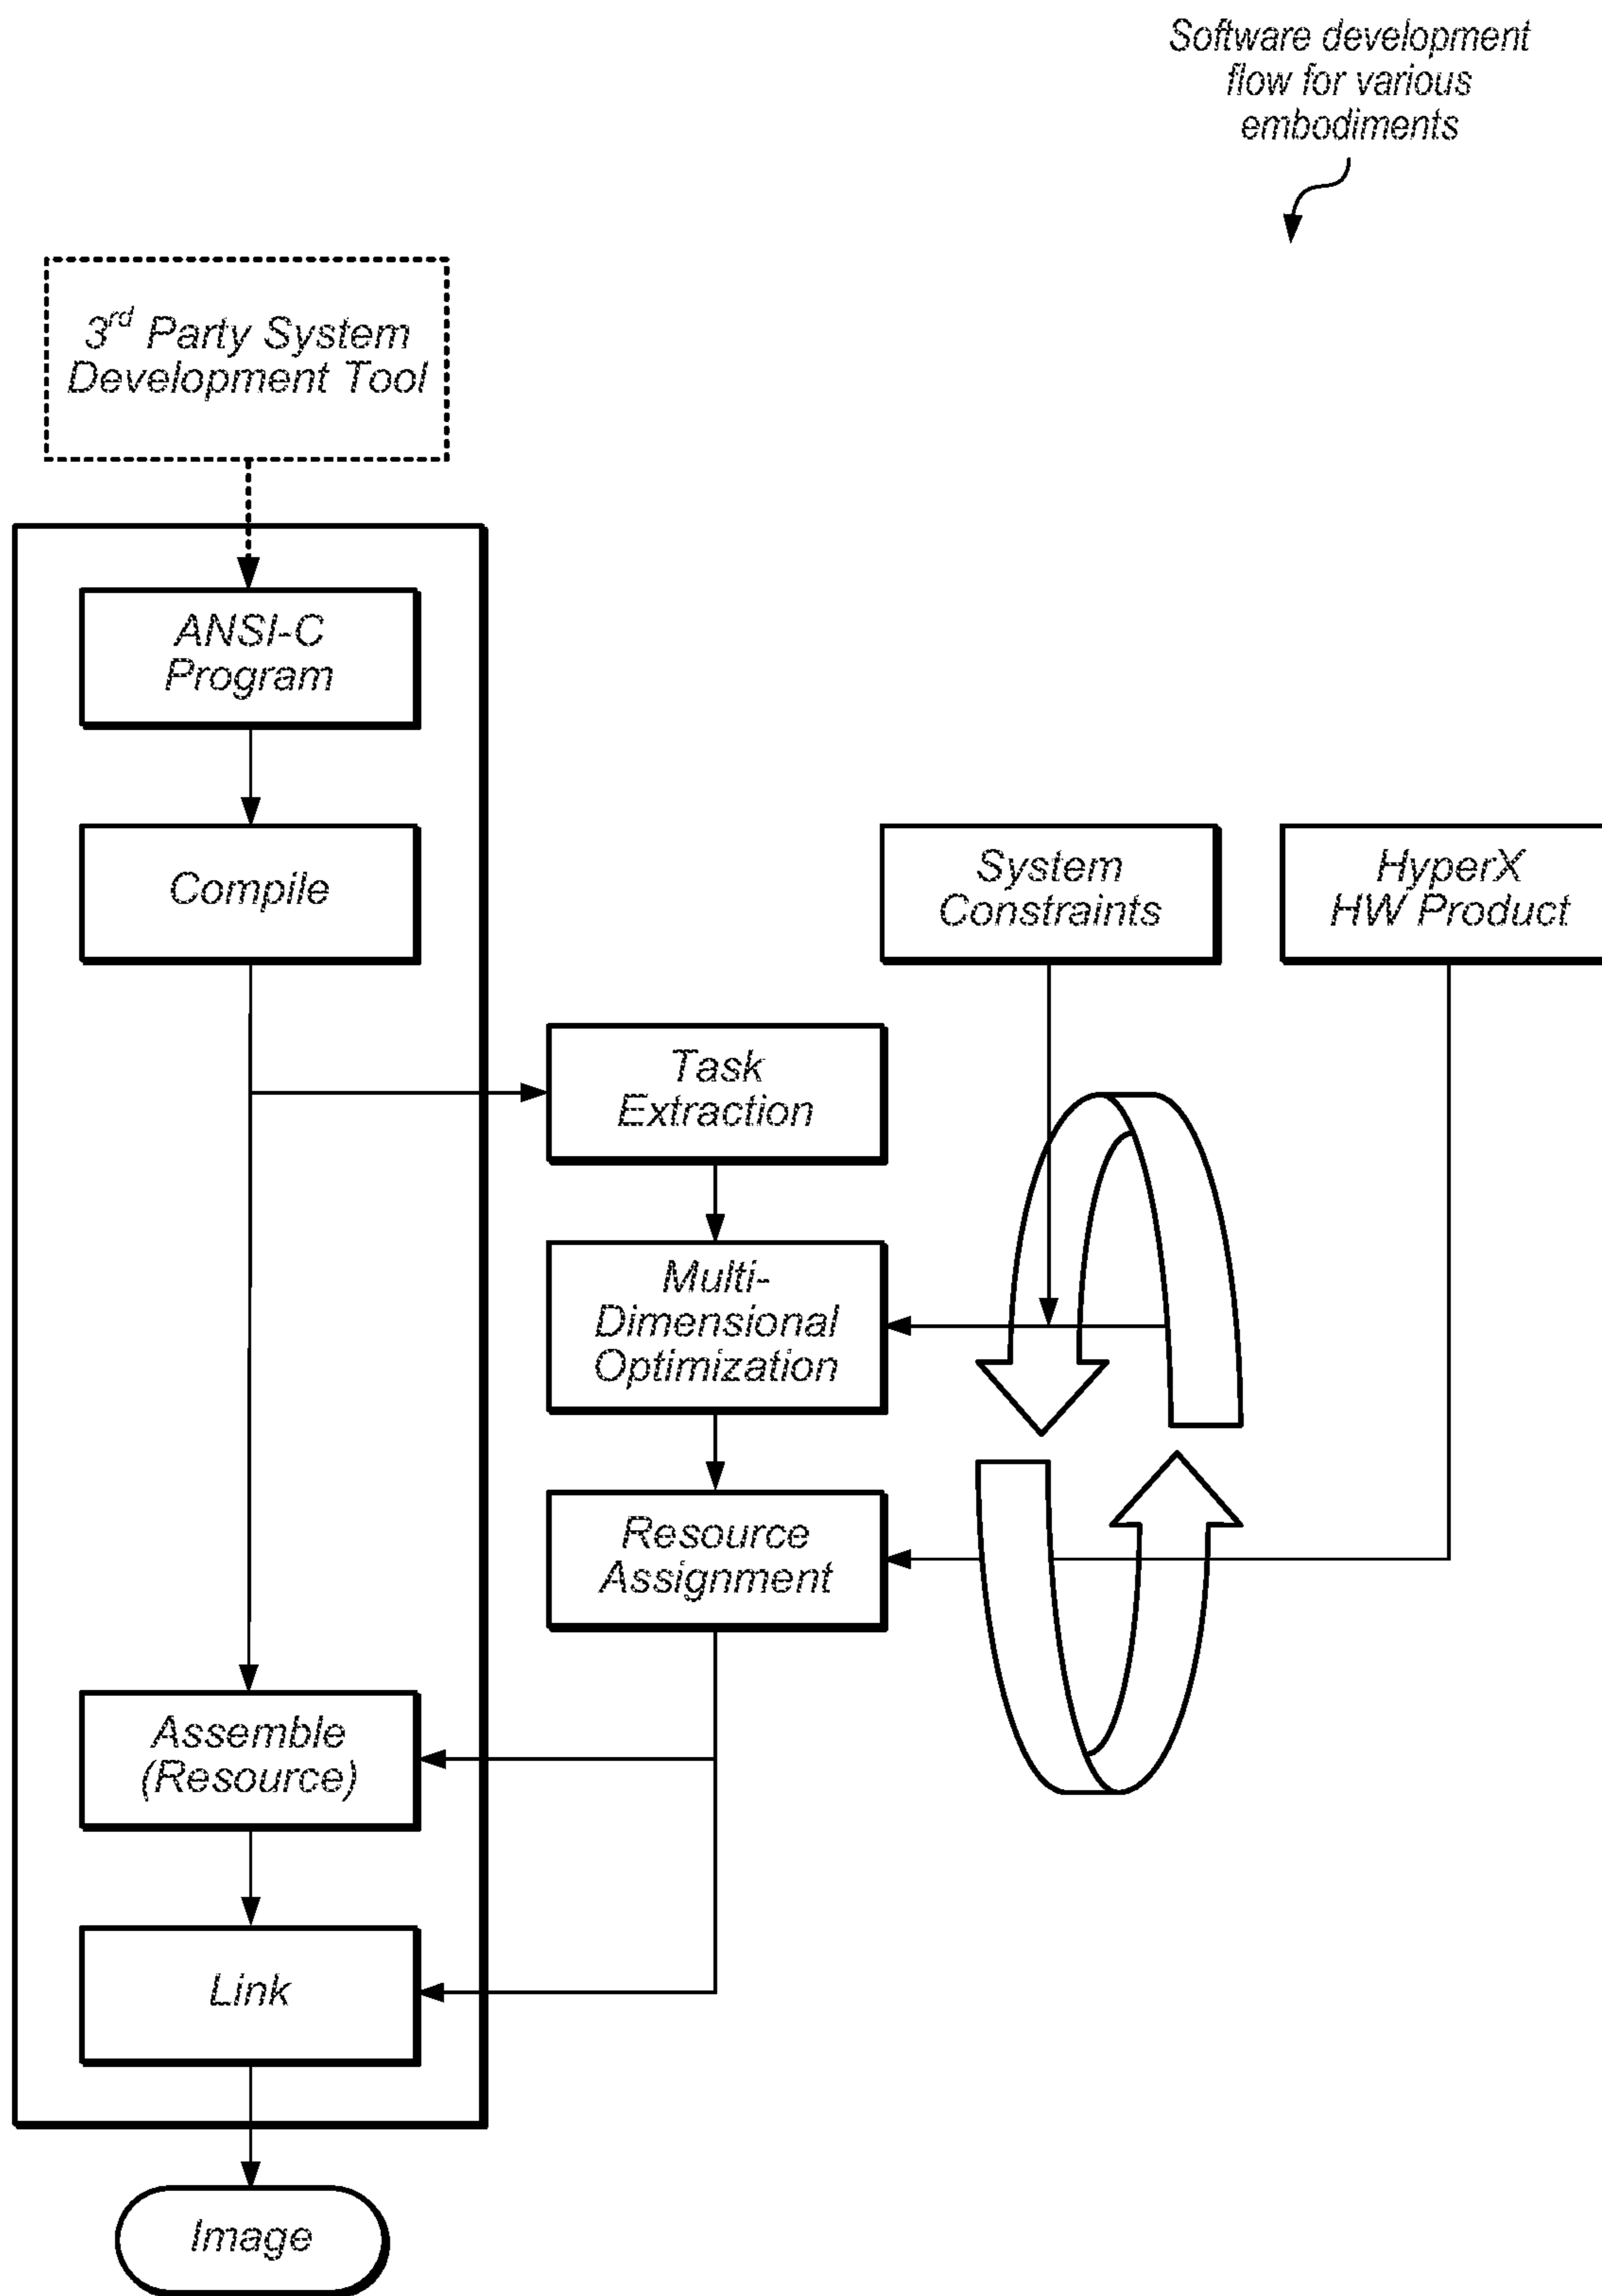 Software development
flow for various
embodiments
3rd Party System
Development Tool
ANSI-C
Program
Compile
System
Constraints
HyperX
HW Product
Task
Extraction
Multi-
Dimensional
Optimization
Resource
Assignment
Assemble
(Resource)
Link
Image